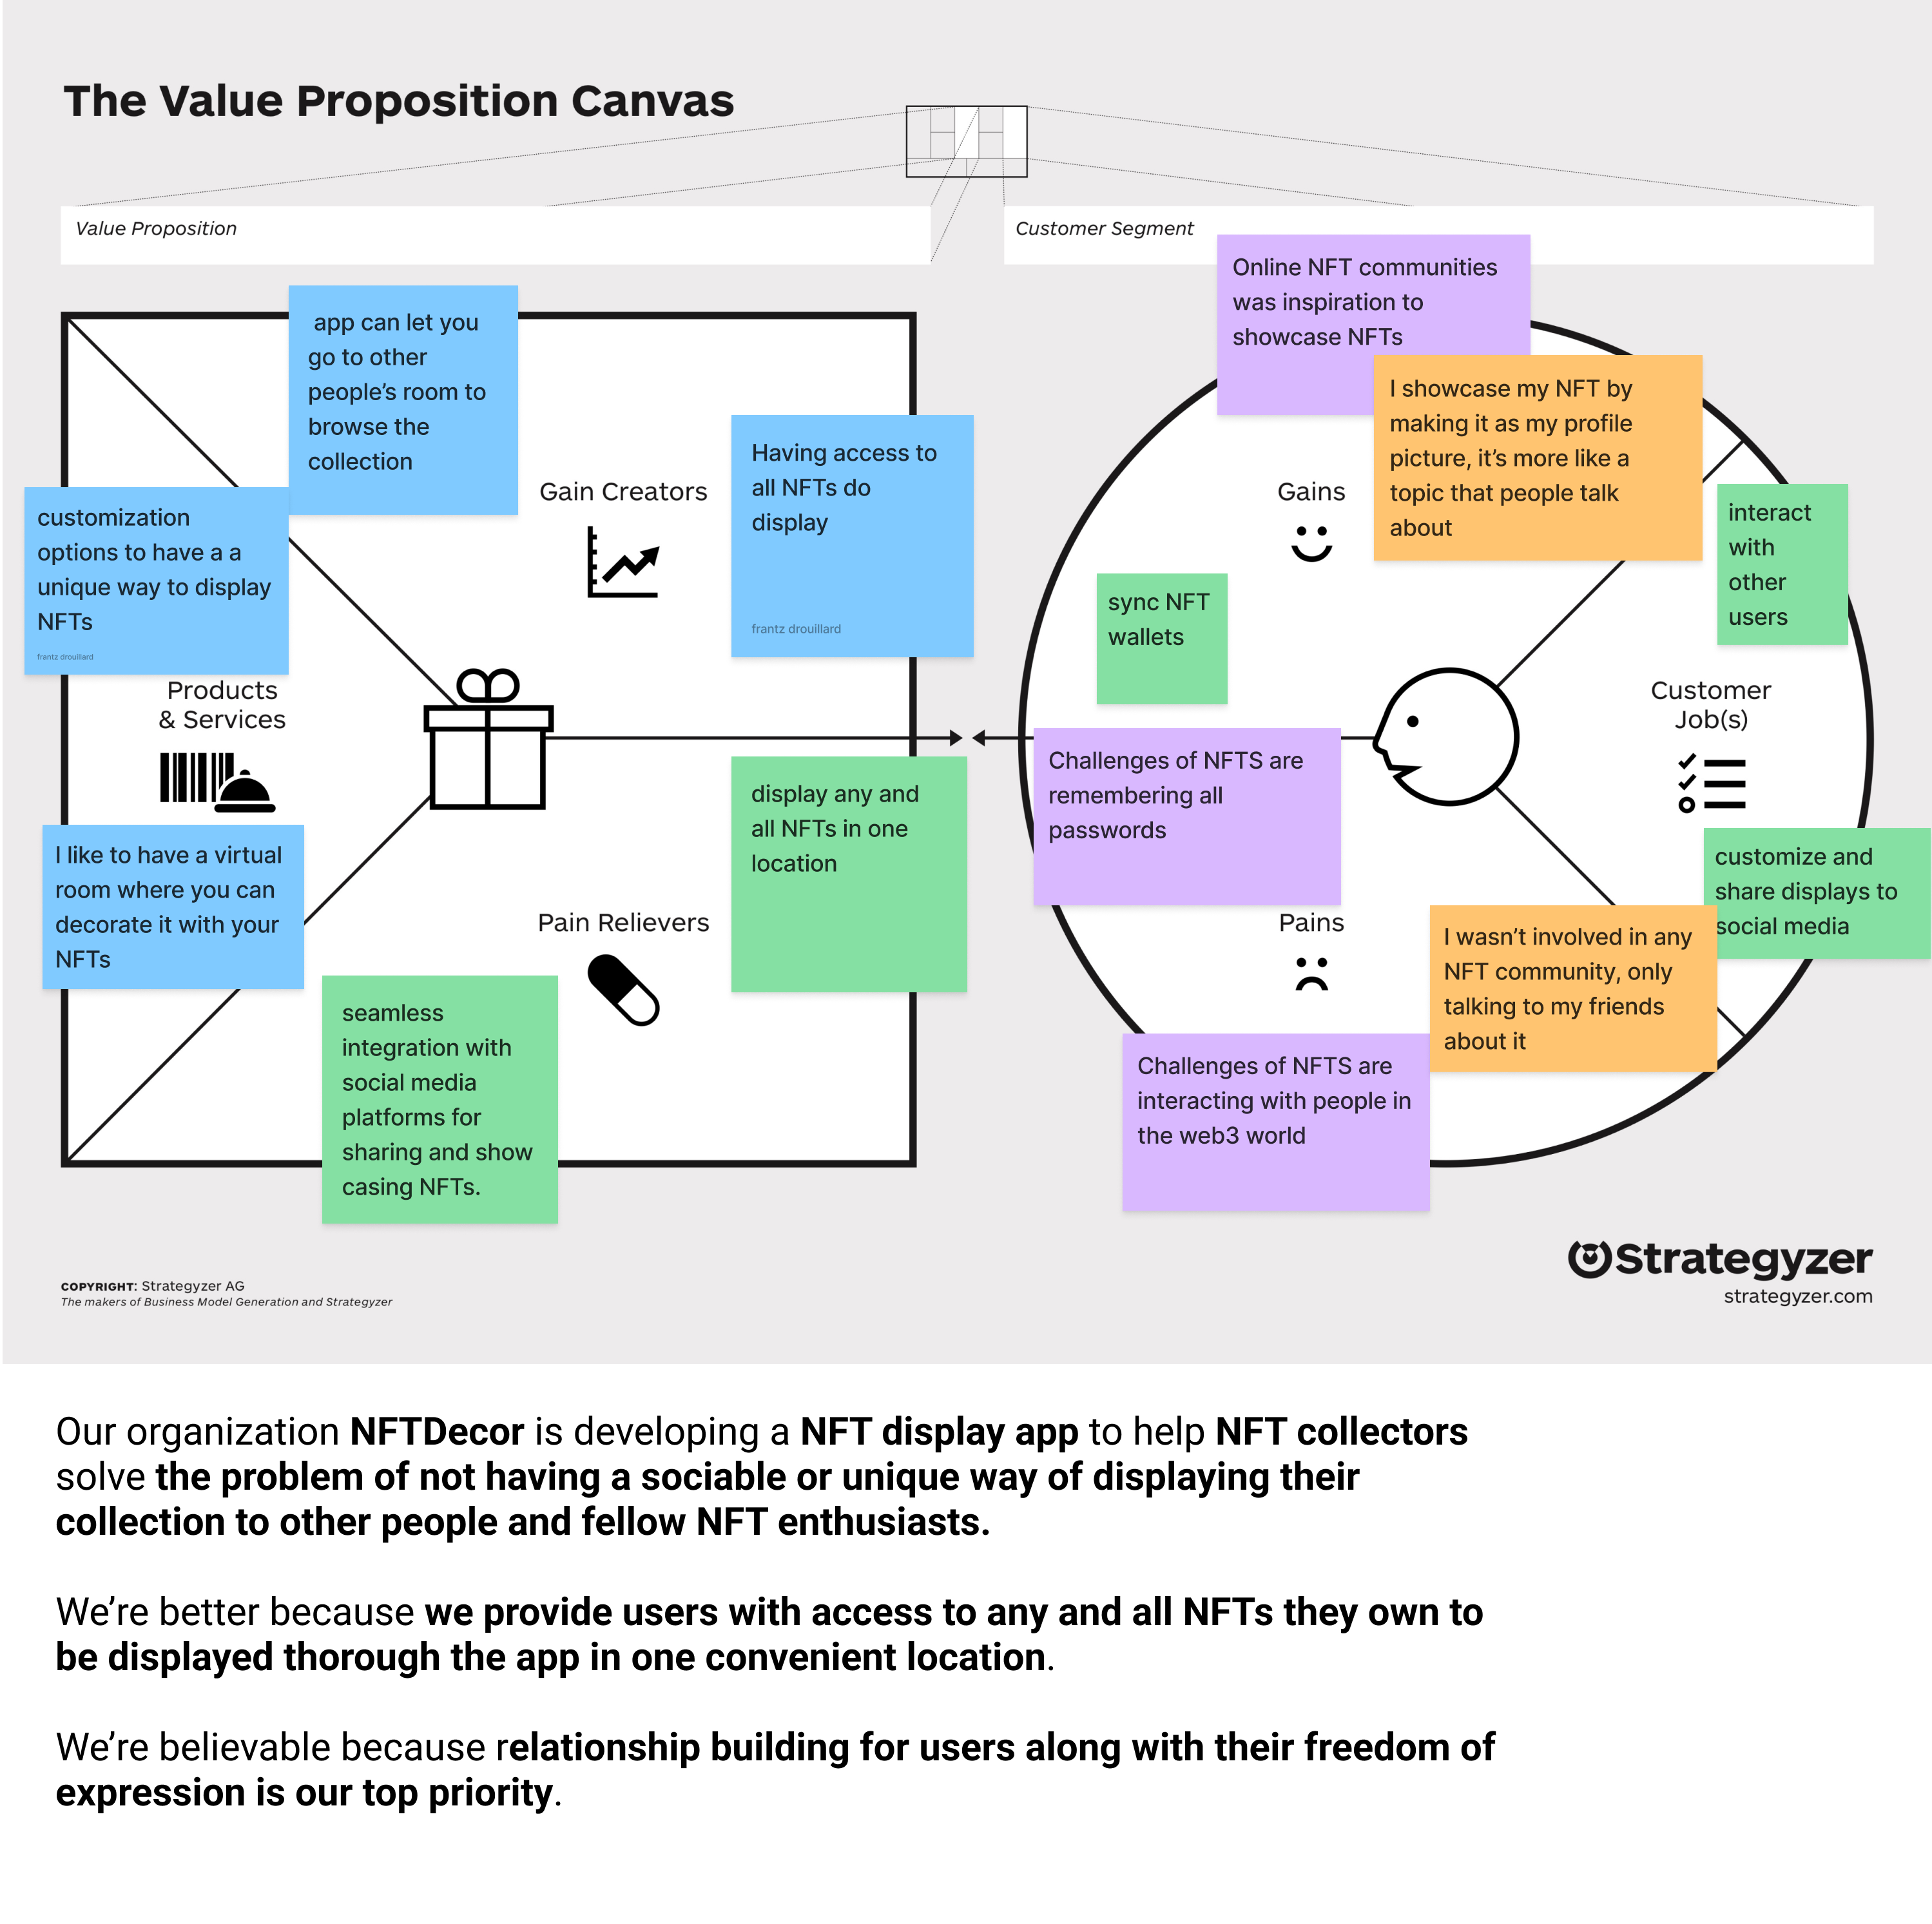 The Value Proposition Canvas
Value Proposition
Customer Segment
app can let you
go to other
people's room to
browse the
collection
Gain Creators
Having access to
all NFTs do
display
frantz drouillard
customization
options to have a a
unique way to display
NFTs
frantz drouillard
Products
& Services
I like to have a virtual
room where you can
decorate it with your
NFTs
display any and
all NFTs in one
location
Pain Relievers
seamless
integration with
social media
platforms for
sharing and show
casing NFTs.
Online NFT communities
was inspiration to
showcase NFTs
I showcase my NFT by
making it as my profile
picture, it's more like a
topic that people talk
about
Gains
interact
with
other
users
sync NFT
wallets
Customer
Job(s)
Challenges of NFTS are
remembering all
passwords
customize and
share displays to
social media
Pains
I wasn't involved in any
NFT community, only
talking to my friends
about it
Challenges of NFTS are
interacting with people in
the web3 world
COPYRIGHT: Strategyzer AG
The makers of Business Model Generation and Strategyzer
Strategyzer
strategyzer.com
Our organization NFTDecor is developing a NFT display app to help NFT collectors
solve the problem of not having a sociable or unique way of displaying their
collection to other people and fellow NFT enthusiasts.
We're better because we provide users with access to any and all NFTs they own to
be displayed thorough the app in one convenient location.
We're believable because relationship building for users along with their freedom of
expression is our top priority.